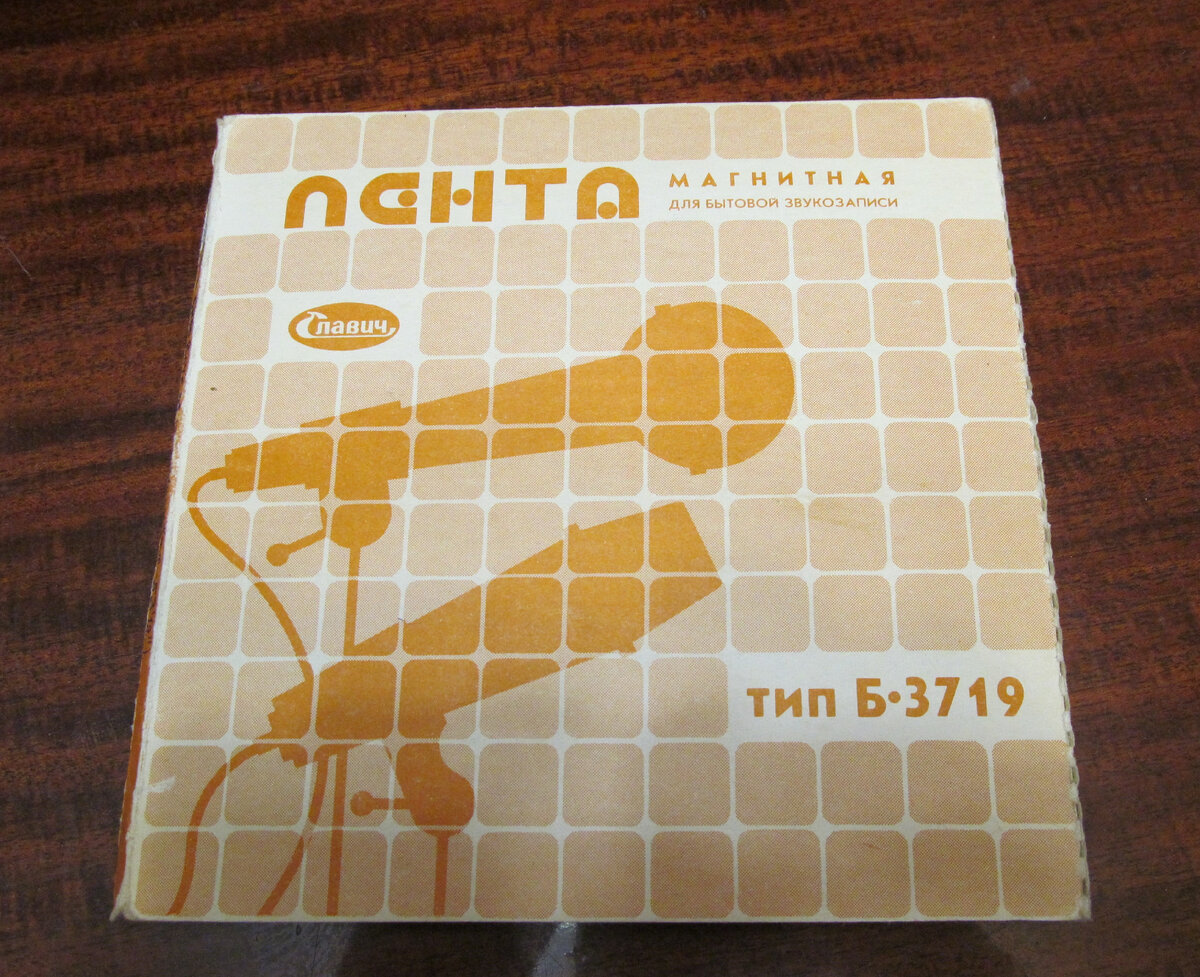 ЛЕНТА
МАГНИТНАЯ
ДЛЯ БЫТОВОЙ ЗВУКОЗАПИСИ
Славич
ТИП Б•3719